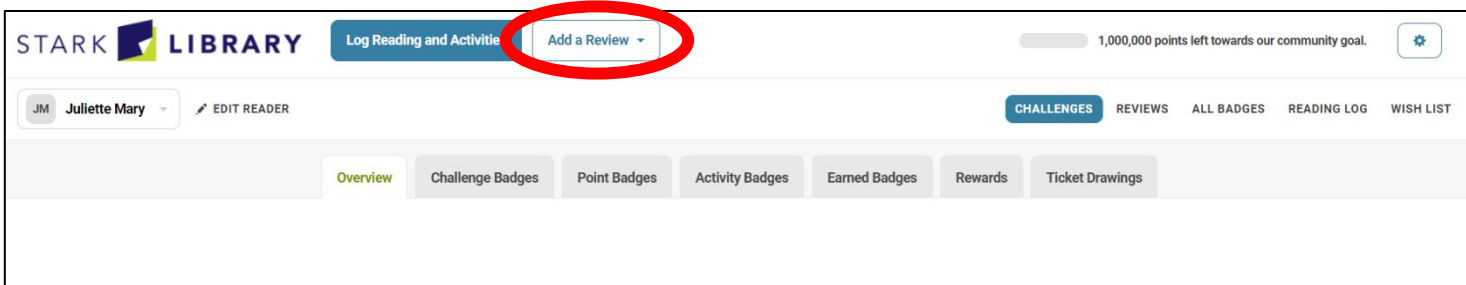 STARK LIBRARY
Log Reading and Activitie
Add a Review
1,000,000 points left towards our community goal.
JM Juliette Mary
EDIT READER
CHALLENGES
REVIEWS
ALL BADGES
READING LOG
WISH LIST
Overview
Challenge Badges
Point Badges
Activity Badges
Earned Badges
Rewards
Ticket Drawings